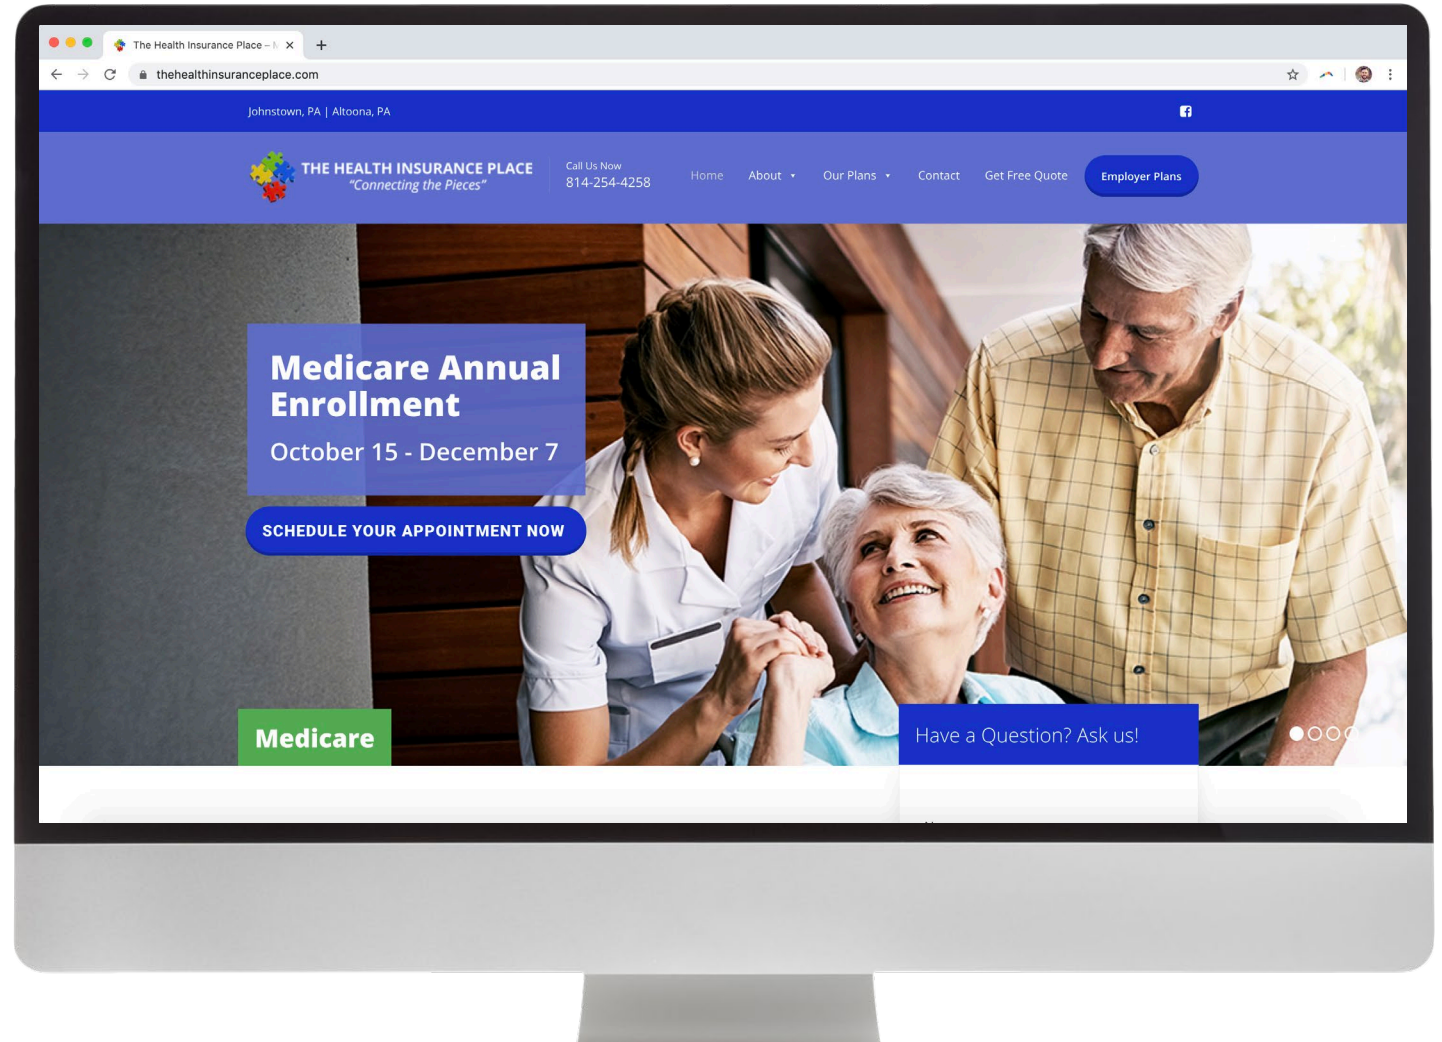 The Health Insurance Place –
thehealthinsuranceplace.com
Johnstown, PA | Altoona, PA
THE HEALTH INSURANCE PLACE
"Connecting the Pieces"
Call Us Now
814-254-4258
Home
About
Our Plans
Contact
Get Free Quote
Employer Plans
Medicare Annual
Enrollment
October 15 - December 7
SCHEDULE YOUR APPOINTMENT NOW
Medicare
Have a Question? Ask us!